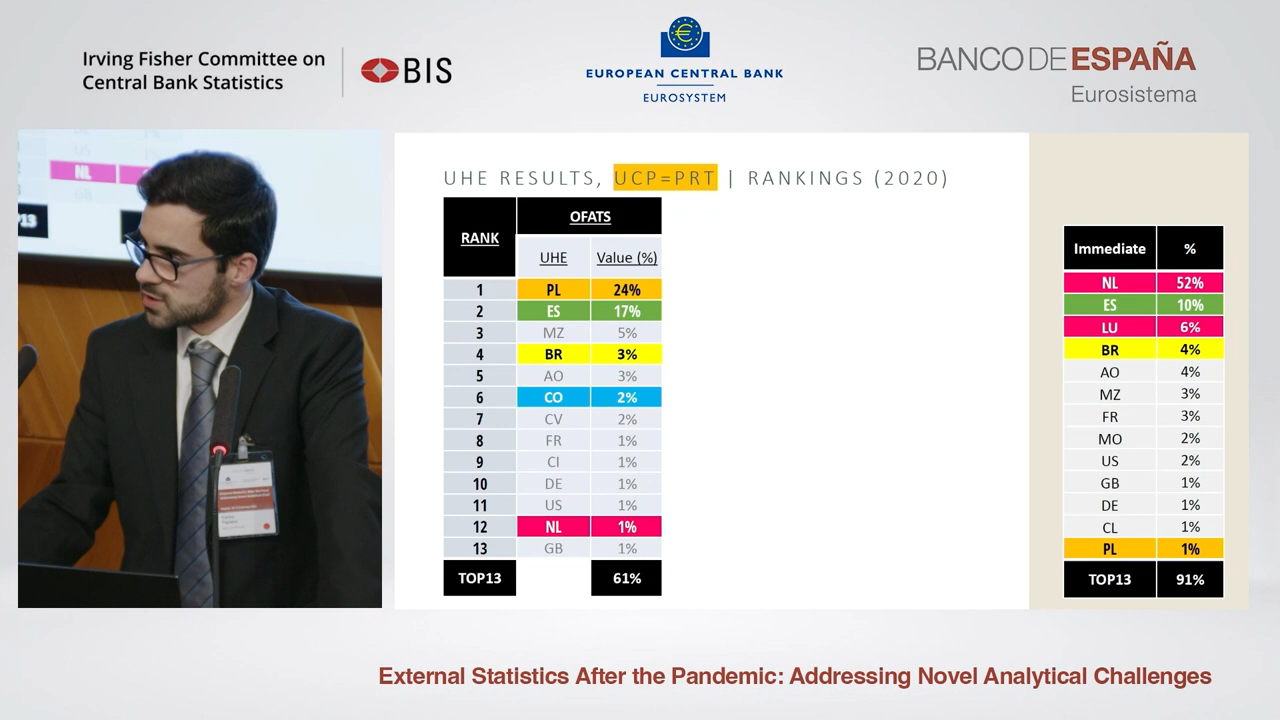 Irving Fisher Committee on
Central Bank Statistics
BIS
EUROPEAN CENTRAL BANK
EUROSYSTEM
BANCO DE ESPAÑA
Eurosistema
NL
UHE RESULTS, UCP=PRT | RANKINGS (2020)
RANK OFATS
UHE Value (%)
1 PL 24%
2 ES 17%
3 MZ 5%
4 BR 3%
5 AO 3%
6 CO 2%
7 CV 2%
8 FR 1%
9 CI 1%
10 DE 1%
11 US 1%
12 NL 1%
13 GB 1%
TOP13 61%
Immediate %
NL 52%
ES 10%
LU 6%
BR 4%
AO 4%
MZ 3%
FR 3%
MO 2%
US 2%
GB 1%
DE 1%
CL 1%
PL 1%
TOP13 91%
External Statistics After the Pandemic: Addressing Novel Analytical Challenges